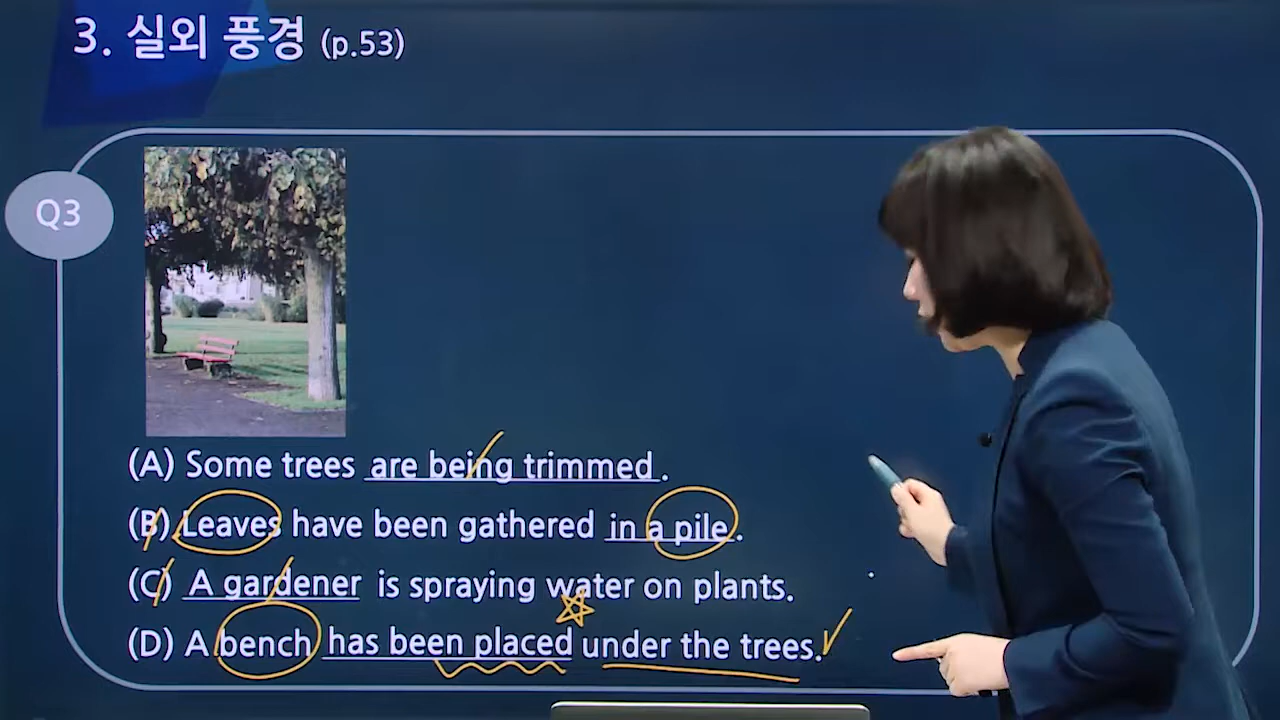 3. 실외 풍경 (p.53)
Q3
(A) Some trees are being trimmed.
(B) Leaves have been gathered in a pile.
(C) A gardener is spraying water on plants.
(D) A bench has been placed under the trees.